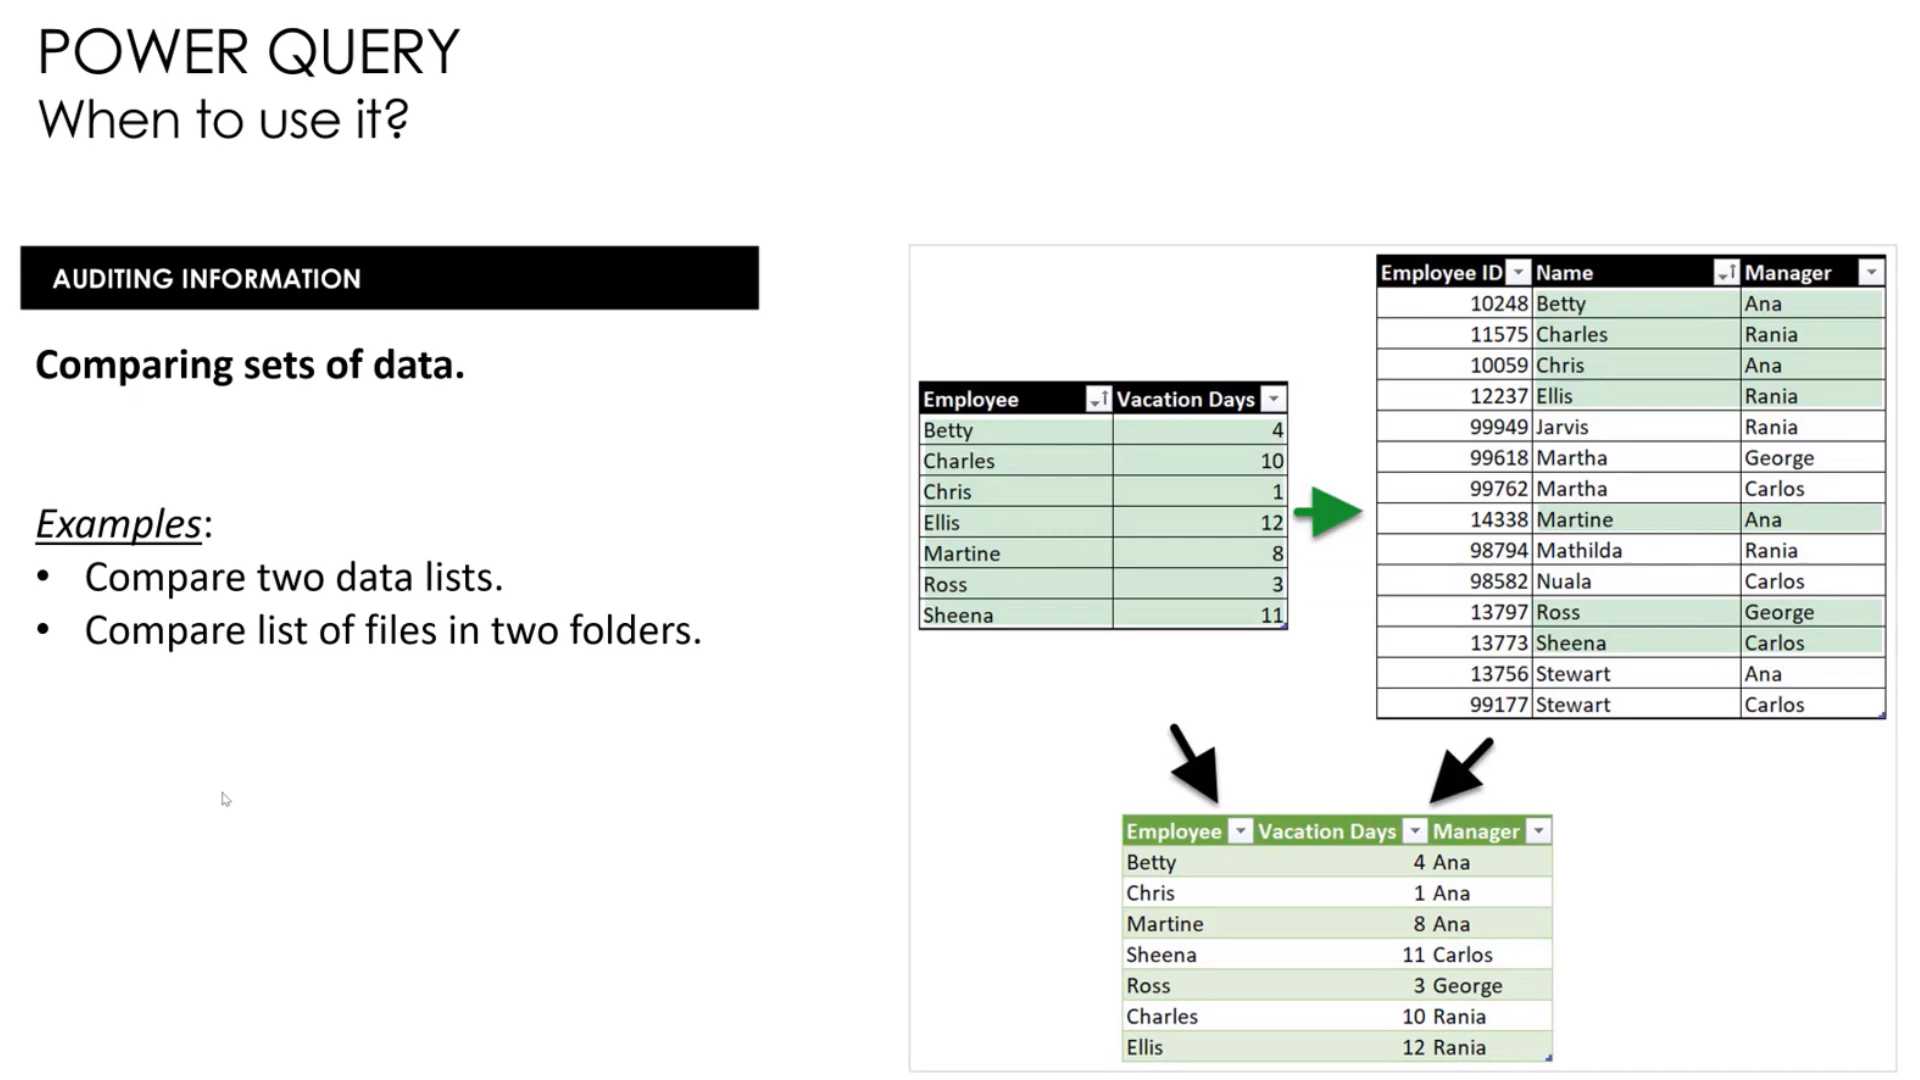 POWER QUERY
When to use it?
AUDITING INFORMATION
Comparing sets of data.
Examples:
• Compare two data lists.
• Compare list of files in two folders.
Employee Vacation Days
Betty 4
Charles 10
Chris 1
Ellis 12
Martine 8
Ross 3
Sheena 11
Employee ID Name Manager
10248 Betty Ana
11575 Charles Rania
10059 Chris Ana
12237 Ellis Rania
99949 Jarvis Rania
99618 Martha George
99762 Martha Carlos
14338 Martine Ana
98794 Mathilda Rania
98582 Nuala Carlos
13797 Ross George
13773 Sheena Carlos
13756 Stewart Ana
99177 Stewart Carlos
Employee Vacation Days Manager
Betty 4 Ana
Chris 1 Ana
Martine 8 Ana
Sheena 11 Carlos
Ross 3 George
Charles 10 Rania
Ellis 12 Rania